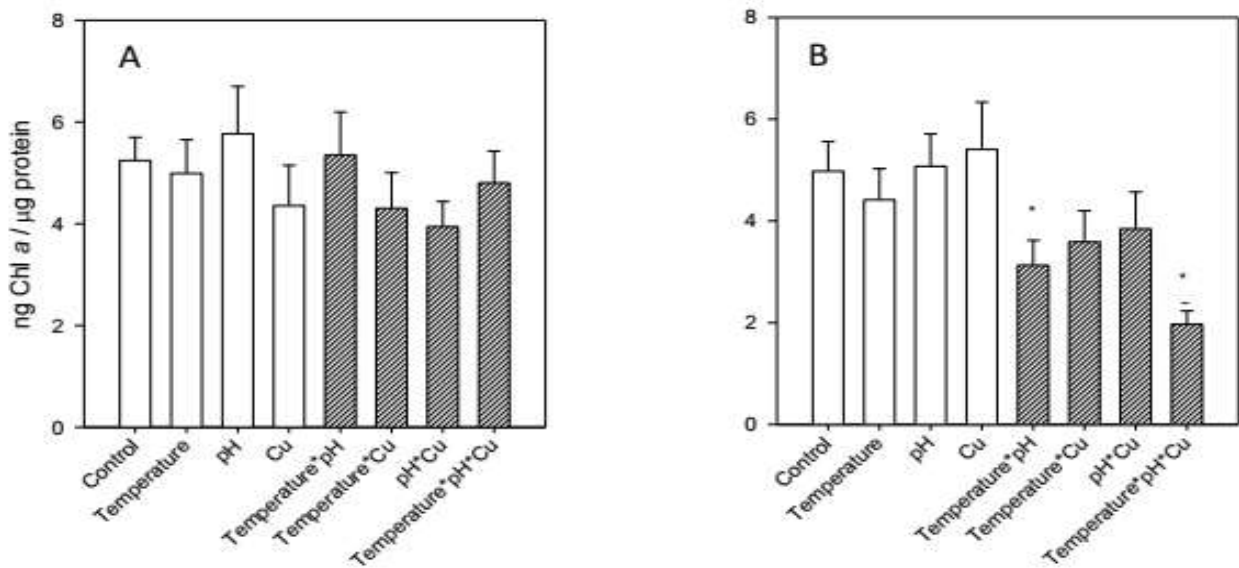 A
8
6
4
2
0
ng Chl a / µg protein
Control
Temperature
pH
Cu
Temperature*pH
Temperature*Cu
pH*Cu
Temperature*pH*Cu
B
8
6
4
2
0
*
*
Control
Temperature
pH
Cu
Temperature*pH
Temperature*Cu
pH*Cu
Temperature*pH*Cu